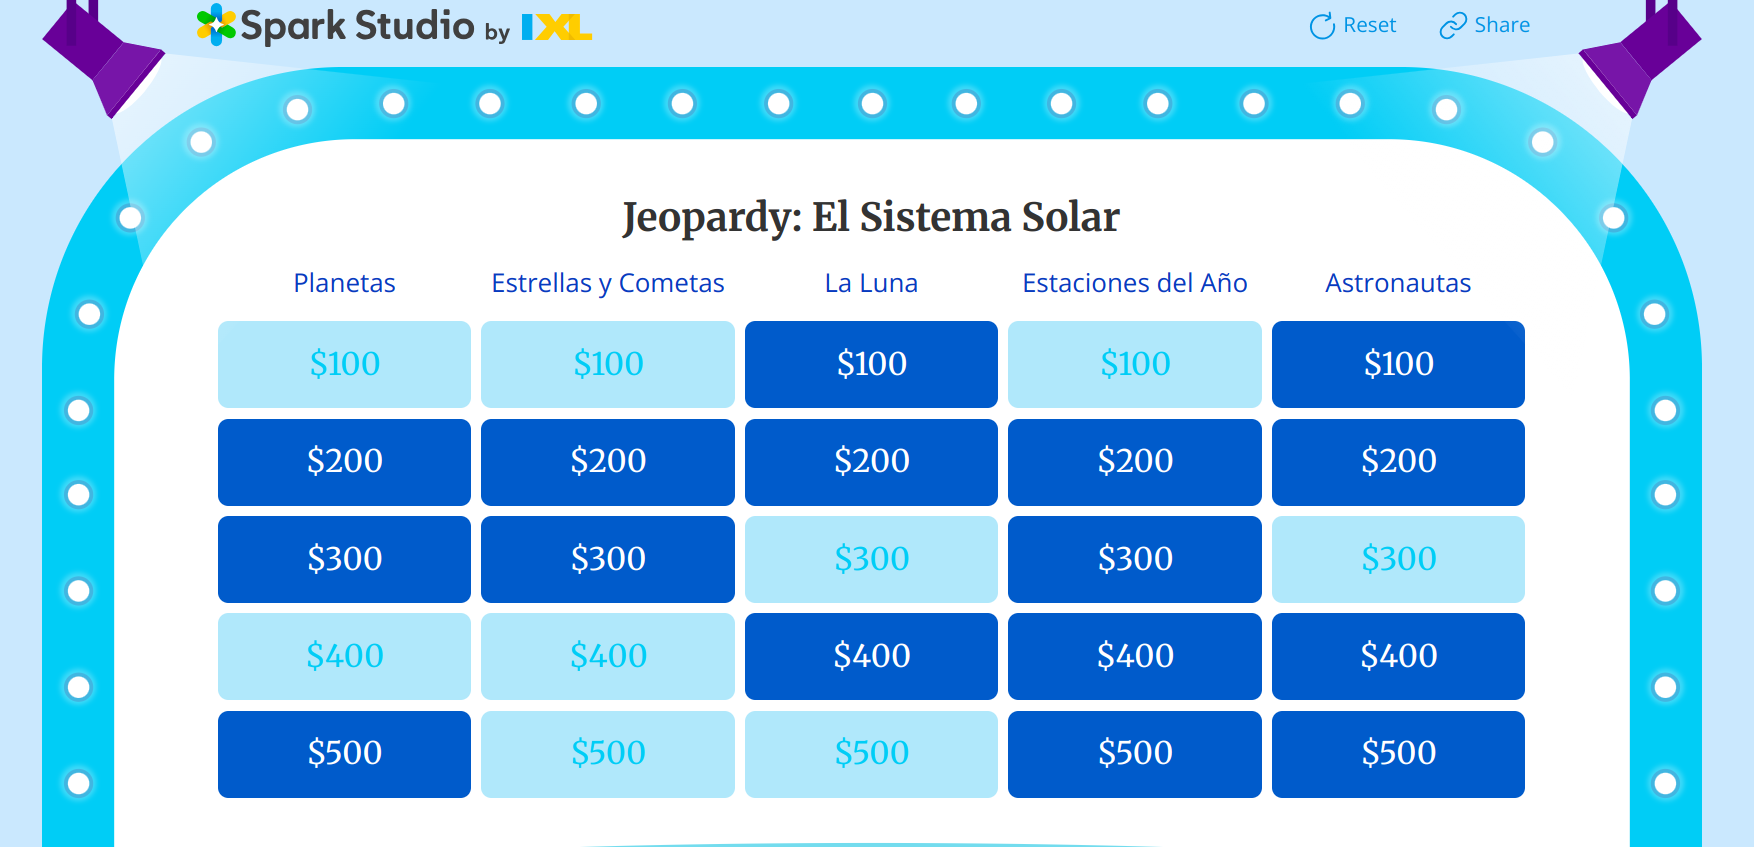 Spark Studio by IXL
Reset
Share
Jeopardy: El Sistema Solar
Planetas Estrellas y Cometas La Luna Estaciones del Año Astronautas
$100 $100 $100 $100 $100
$200 $200 $200 $200 $200
$300 $300 $300 $300 $300
$400 $400 $400 $400 $400
$500 $500 $500 $500 $500